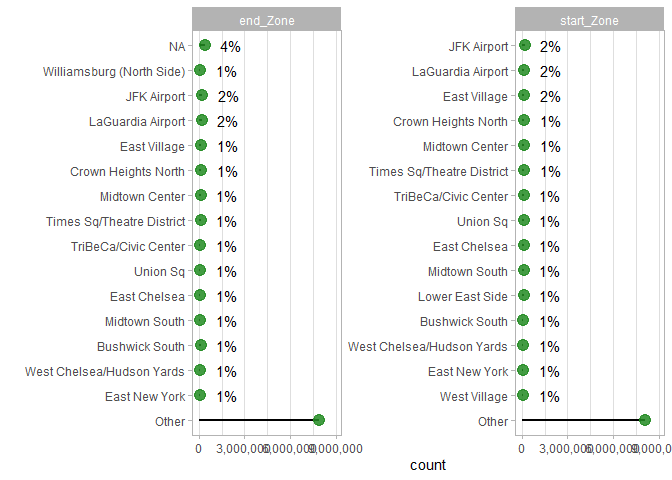 end_Zone
NA 4%
Williamsburg (North Side) 1%
JFK Airport 2%
LaGuardia Airport 2%
East Village 1%
Crown Heights North 1%
Midtown Center 1%
Times Sq/Theatre District 1%
TriBeCa/Civic Center 1%
Union Sq 1%
East Chelsea 1%
Midtown South 1%
Bushwick South 1%
West Chelsea/Hudson Yards 1%
East New York 1%
Other
0 3,000,000 6,000,000 9,000,000
start_Zone
JFK Airport 2%
LaGuardia Airport 2%
East Village 2%
Crown Heights North 1%
Midtown Center 1%
Times Sq/Theatre District 1%
TriBeCa/Civic Center 1%
Union Sq 1%
East Chelsea 1%
Midtown South 1%
Lower East Side 1%
Bushwick South 1%
West Chelsea/Hudson Yards 1%
East New York 1%
West Village 1%
Other
0 3,000,000 6,000,000 9,000,000
count